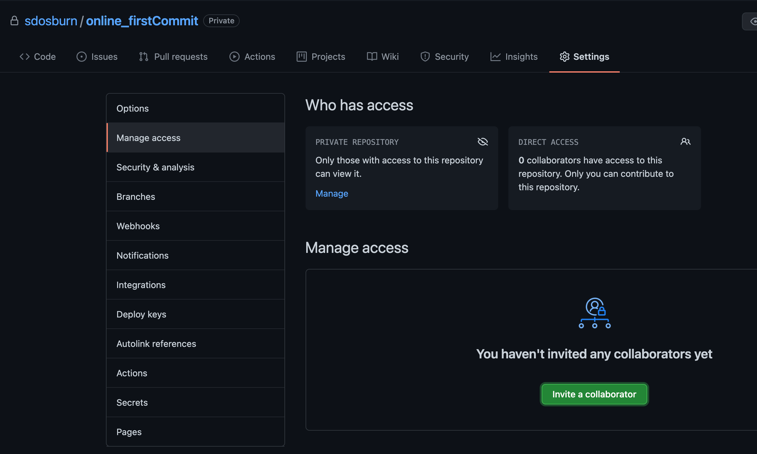 sdosburn / online_firstCommit Private
Code Issues Pull requests Actions Projects Wiki Security Insights Settings
Options
Manage access
Security & analysis
Branches
Webhooks
Notifications
Integrations
Deploy keys
Autolink references
Actions
Secrets
Pages
Who has access
PRIVATE REPOSITORY
Only those with access to this repository
can view it.
Manage
DIRECT ACCESS
0 collaborators have access to this
repository. Only you can contribute to
this repository.
Manage access
You haven't invited any collaborators yet
Invite a collaborator